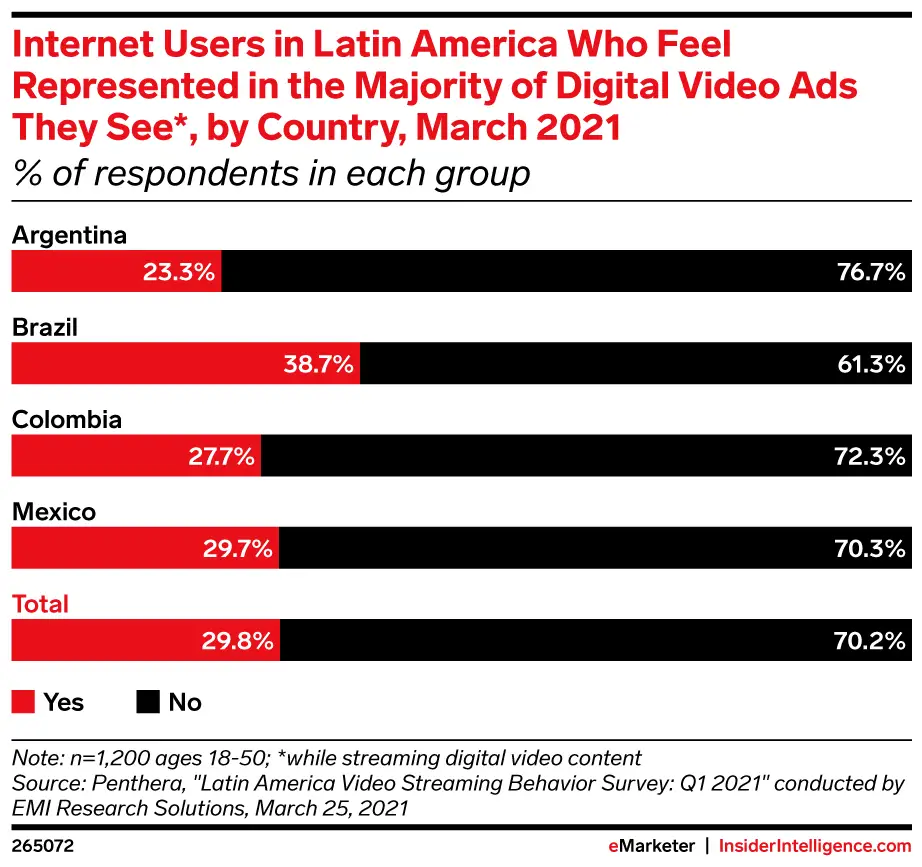 Internet Users in Latin America Who Feel
Represented in the Majority of Digital Video Ads
They See*, by Country, March 2021
% of respondents in each group
Argentina
23.3% 76.7%
Brazil
38.7% 61.3%
Colombia
27.7% 72.3%
Mexico
29.7% 70.3%
Total
29.8% 70.2%
Yes No
Note: n=1,200 ages 18-50; *while streaming digital video content
Source: Penthera, "Latin America Video Streaming Behavior Survey: Q1 2021" conducted by
EMI Research Solutions, March 25, 2021
265072 eMarketer | InsiderIntelligence.com